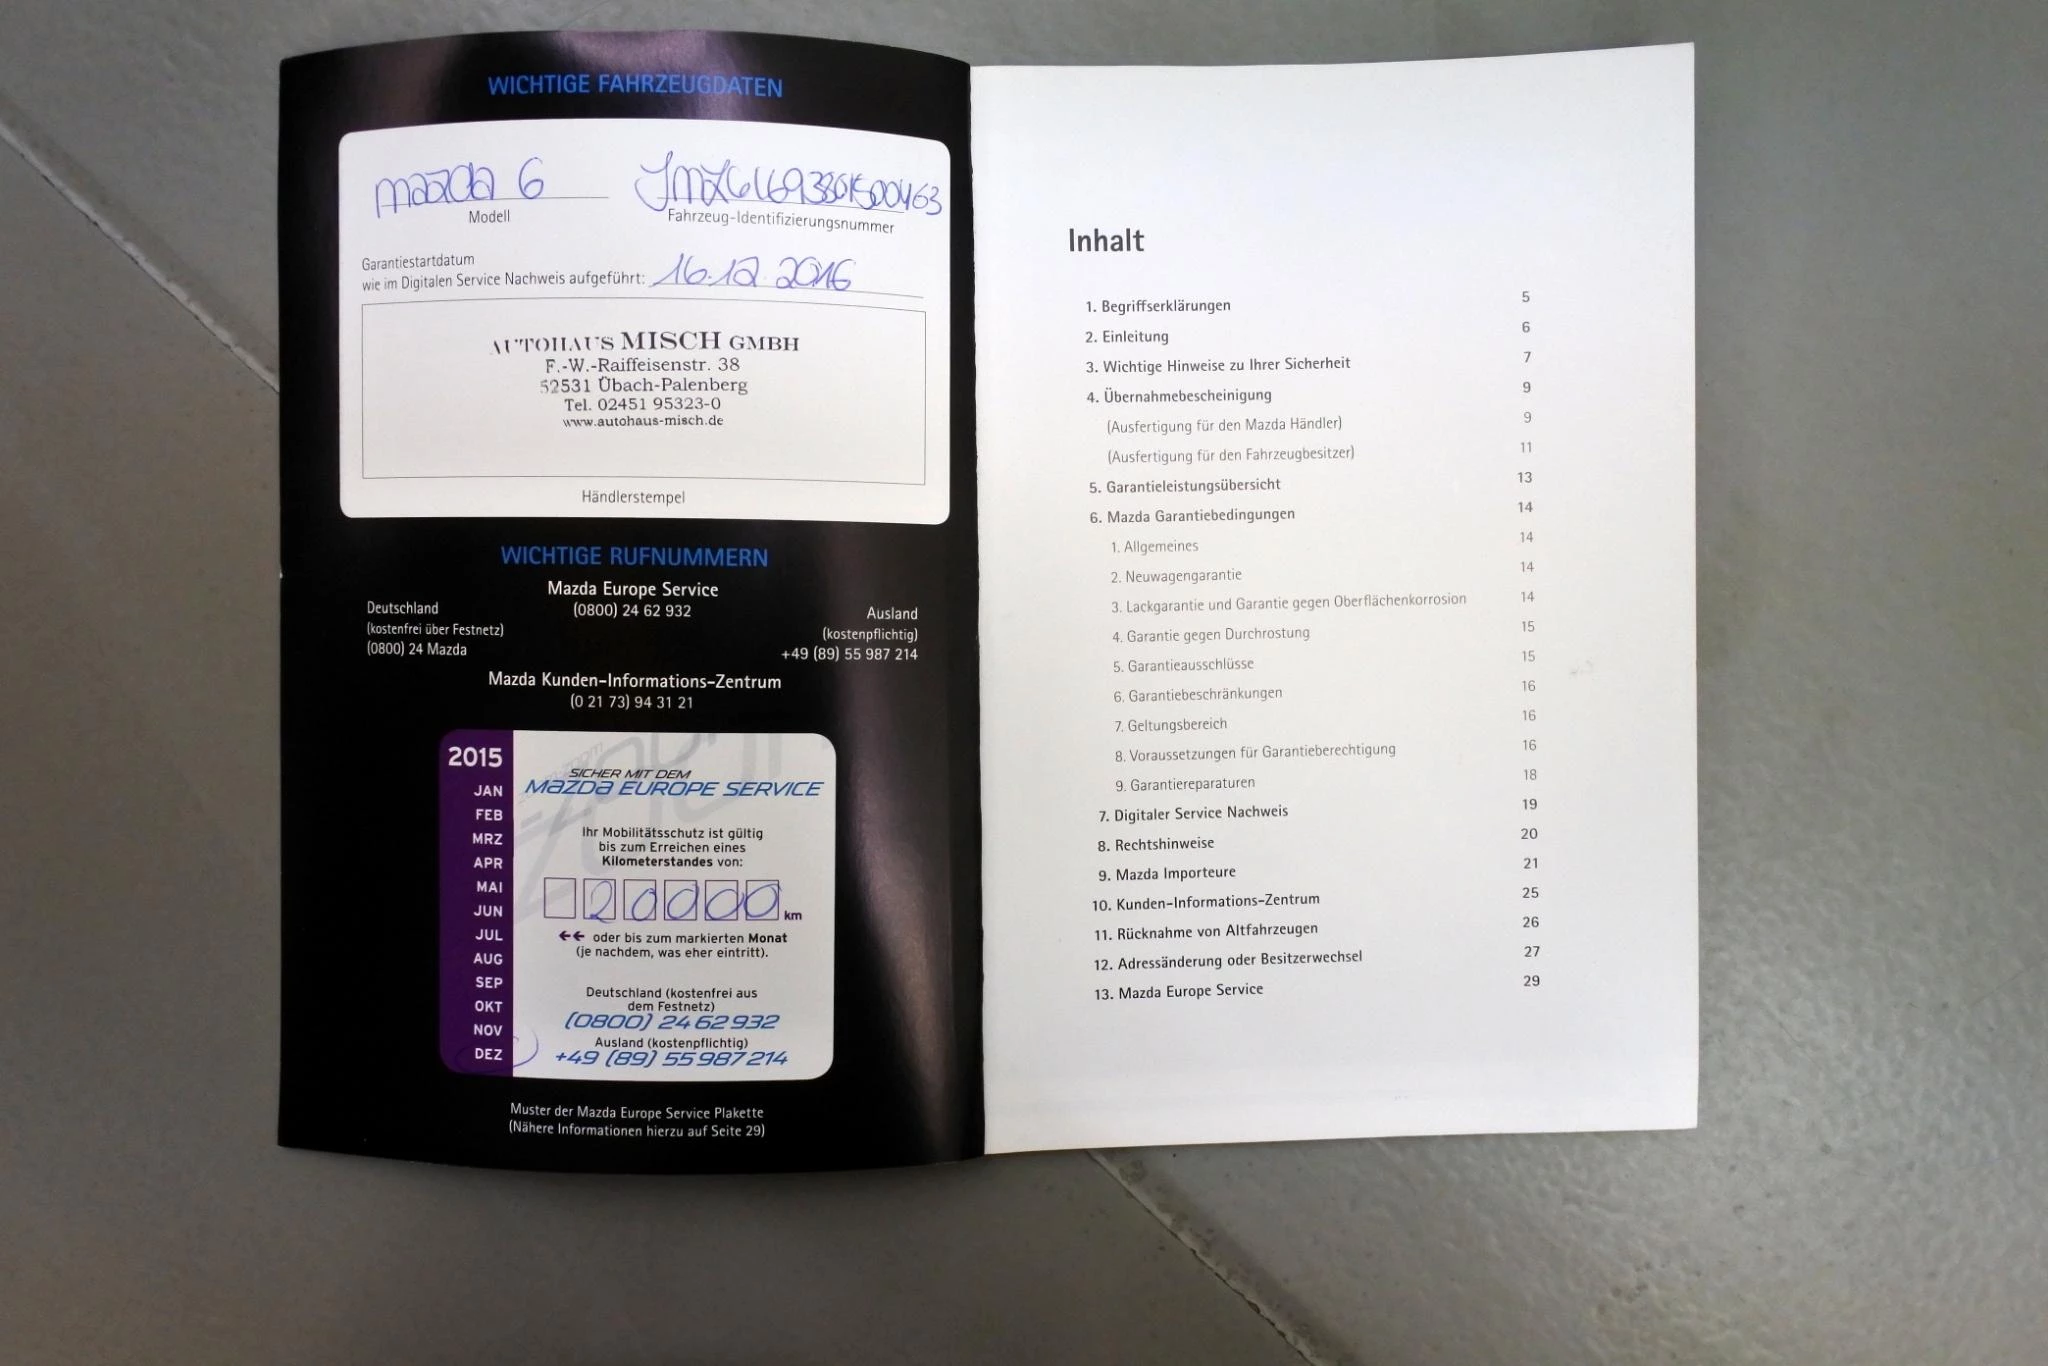 WICHTIGE FAHRZEUGDATEN
Mazda 6
Modell
Fahrzeug-Identifizierungsnummer
Garantiestartdatum
wie im Digitalen Service Nachweis aufgeführt: 16.12.2016
AUTOHAUS MISCH GMBH
F.-W.-Raiffeisenstr. 38
52531 Übach-Palenberg
Tel. 02451 95323-0
www.autohaus-misch.de
Händlerstempel
WICHTIGE RUFNUMMERN
Mazda Europe Service
(0800) 24 62 932
Deutschland
(kostenfrei über Festnetz)
(0800) 24 Mazda
Ausland
(kostenpflichtig)
+49 (89) 55 987 214
Mazda Kunden-Informations-Zentrum
(0 21 73) 94 31 21
2015
JAN
FEB
MRZ
APR
MAI
JUN
JUL
AUG
SEP
OKT
NOV
DEZ
SICHER MIT DEM
MAZDA EUROPE SERVICE
Ihr Mobilitätsschutz ist gültig
bis zum Erreichen eines
Kilometerstandes von:
20000 km
←← oder bis zum markierten Monat
(je nachdem, was eher eintritt).
Deutschland (kostenfrei aus
dem Festnetz)
(0800) 24 62 932
Ausland (kostenpflichtig)
+49 (89) 55 987 214
Muster der Mazda Europe Service Plakette
(Nähere Informationen hierzu auf Seite 29)
Inhalt
1. Begriffserklärungen 5
2. Einleitung 6
3. Wichtige Hinweise zu Ihrer Sicherheit 7
4. Übernahmebescheinigung 9
(Ausfertigung für den Mazda Händler) 9
(Ausfertigung für den Fahrzeugbesitzer) 11
5. Garantieleistungsübersicht 13
6. Mazda Garantiebedingungen 14
1. Allgemeines 14
2. Neuwagengarantie 14
3. Lackgarantie und Garantie gegen Oberflächenkorrosion 14
4. Garantie gegen Durchrostung 15
5. Garantieausschlüsse 15
6. Garantiebeschränkungen 16
7. Geltungsbereich 16
8. Voraussetzungen für Garantieberechtigung 16
9. Garantiereparaturen 18
7. Digitaler Service Nachweis 19
8. Rechtshinweise 20
9. Mazda Importeure 21
10. Kunden-Informations-Zentrum 25
11. Rücknahme von Altfahrzeugen 26
12. Adressänderung oder Besitzerwechsel 27
13. Mazda Europe Service 29